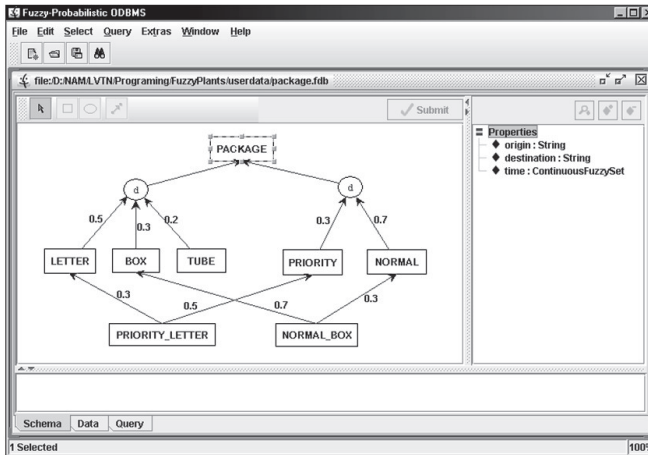 Fuzzy-Probabilistic ODBMS
File Edit Select Query Extras Window Help
file:/D:/NAM/LVTN/Programing/FuzzyPlants/userdata/package.fdb
Submit
Properties
origin : String
destination : String
time : ContinuousFuzzySet
PACKAGE
d d
0.5 0.3 0.2 0.3 0.7
LETTER BOX TUBE PRIORITY NORMAL
0.3 0.5 0.7 0.3
PRIORITY_LETTER NORMAL_BOX
Schema Data Query
1 Selected 100%